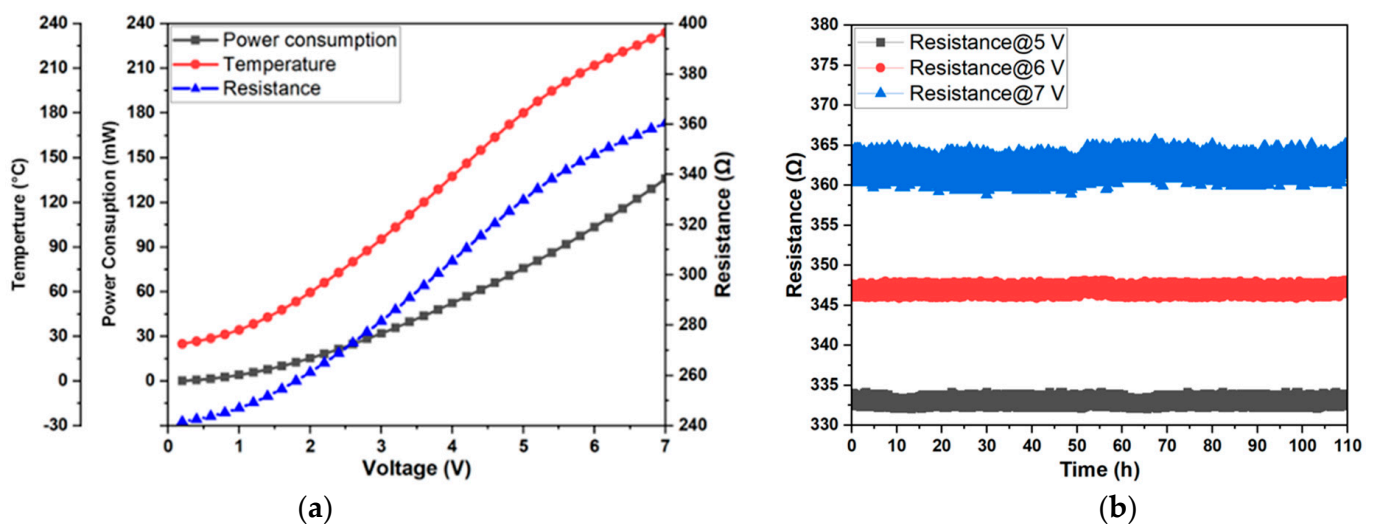 240
210
180
150
120
90
60
30
0
-30
Temperture (°C)
240
210
180
150
120
90
60
30
0
Power Consuption (mW)
Power consumption
Temperature
Resistance
400
380
360
340
320
300
280
260
240
Resistance (Ω)
0 1 2 3 4 5 6 7
Voltage (V)
(a)
380
375
370
365
360
355
350
345
340
335
330
Resistance (Ω)
Resistance@5 V
Resistance@6 V
Resistance@7 V
0 10 20 30 40 50 60 70 80 90 100 110
Time (h)
(b)